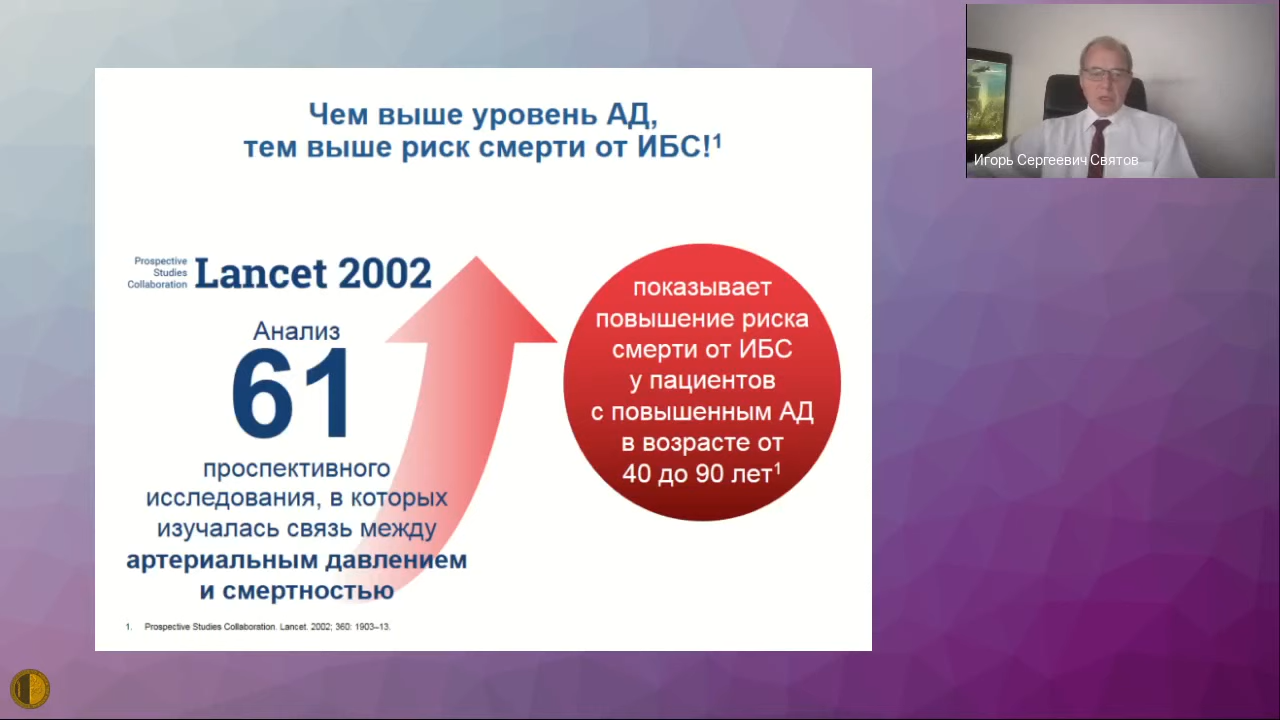 Чем выше уровень АД,
тем выше риск смерти от ИБС!¹
Prospective
Studies
Collaboration
Lancet 2002
Анализ
61
проспективного
исследования, в которых
изучалась связь между
артериальным давлением
и смертностью
показывает
повышение риска
смерти от ИБС
у пациентов
с повышенным АД
в возрасте от
40 до 90 лет¹
1. Prospective Studies Collaboration. Lancet. 2002; 360: 1903–13.
Игорь Сергеевич Святов